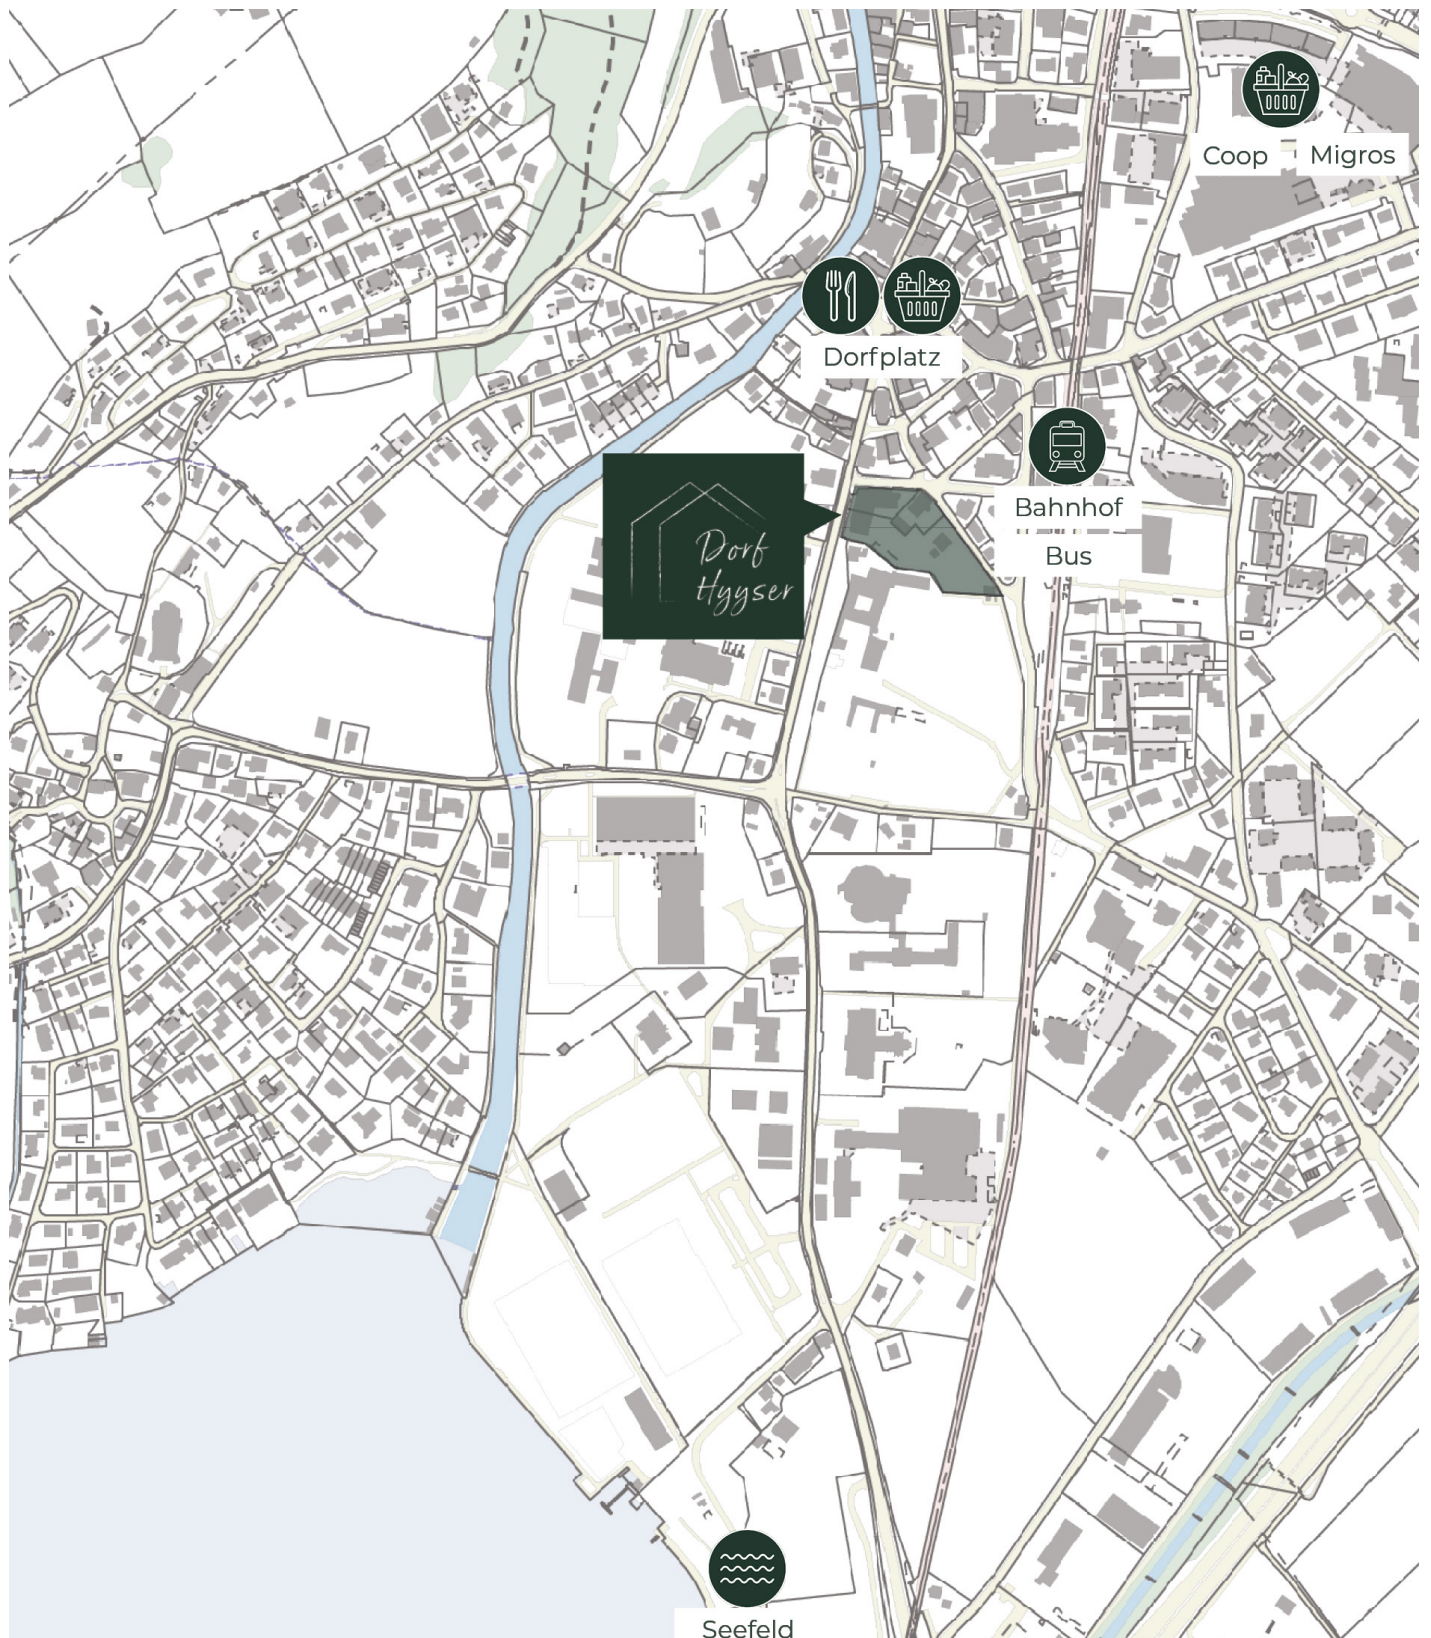 Coop
Migros
Dorfplatz
Bahnhof
Bus
Dorf
Hyyser
Seefeld